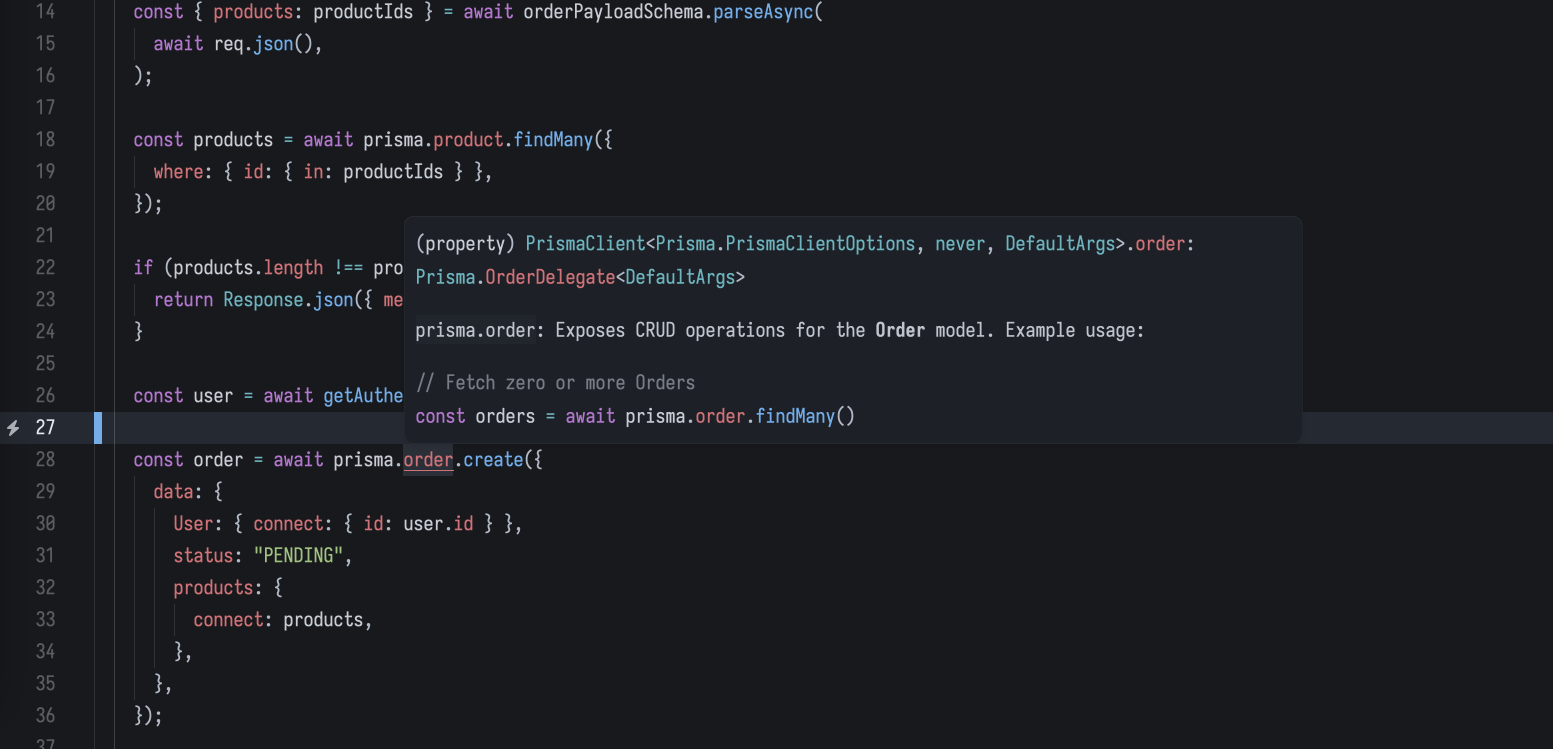 14 const { products: productIds } = await orderPayloadSchema.parseAsync(
15 await req.json(),
16 );
17
18 const products = await prisma.product.findMany({
19 where: { id: { in: productIds } },
20 });
21
22 if (products.length !== pro
23 return Response.json({ me
24 }
25
26 const user = await getAuthe
(property) PrismaClient<Prisma.PrismaClientOptions, never, DefaultArgs>.order:
Prisma.OrderDelegate<DefaultArgs>
prisma.order: Exposes CRUD operations for the Order model. Example usage:
// Fetch zero or more Orders
const orders = await prisma.order.findMany()
27
28 const order = await prisma.order.create({
29 data: {
30 User: { connect: { id: user.id } },
31 status: "PENDING",
32 products: {
33 connect: products,
34 },
35 },
36 });
37